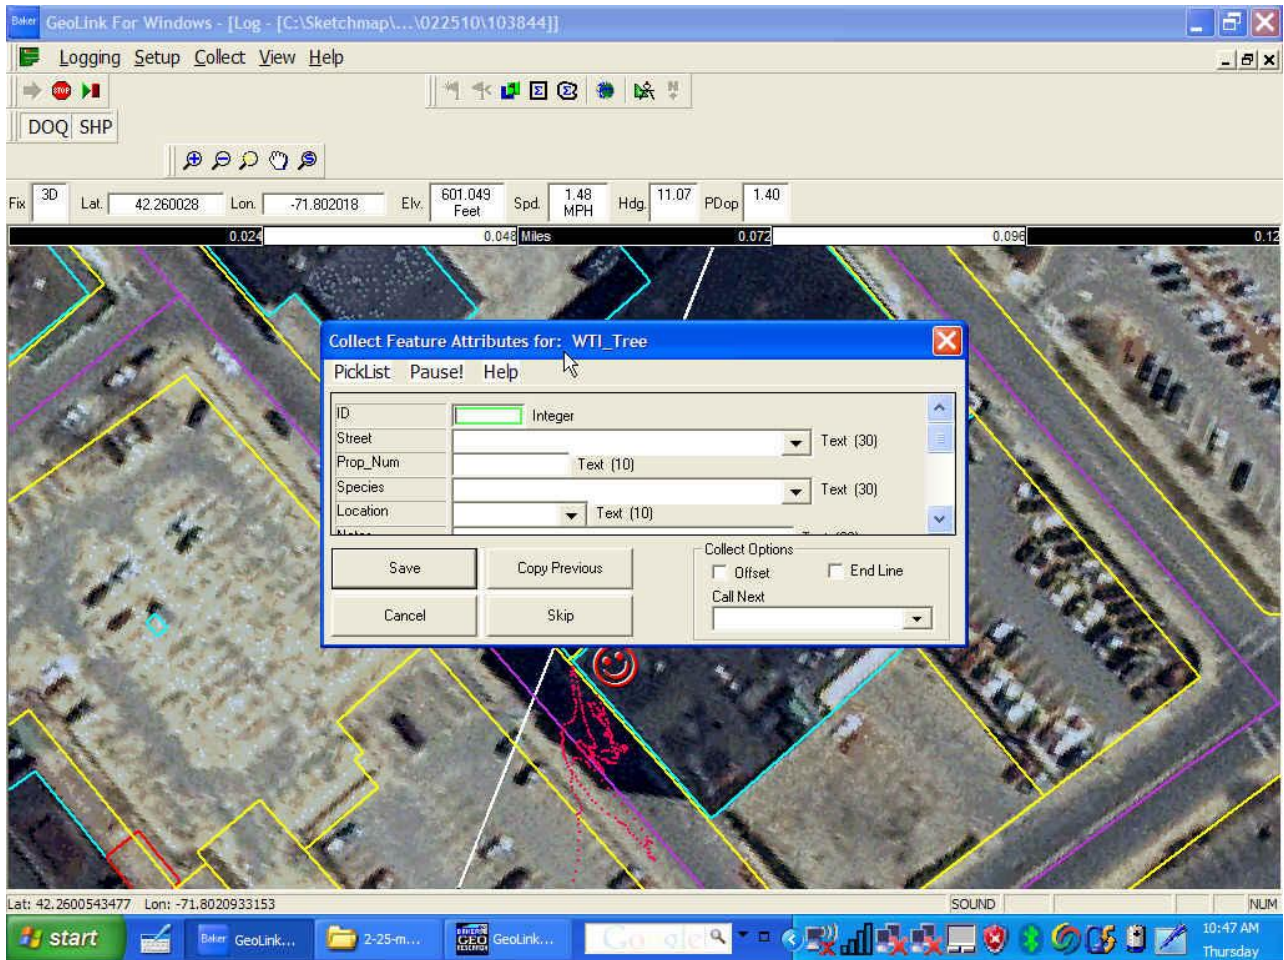 Baker GeoLink For Windows - [Log - [C:\Sketchmap\...\022510\103844]]
Logging Setup Collect View Help
STOP
DOQ SHP
Fix 3D Lat. 42.260028 Lon. -71.802018 Elv. 601.049 Feet Spd. 1.48 MPH Hdg. 11.07 PDop 1.40
0.024 0.048 Miles 0.072 0.096 0.12
Collect Feature Attributes for: WTI_Tree
PickList Pause! Help
ID Integer
Street Text (30)
Prop_Num Text (10)
Species Text (30)
Location Text (10)
Collect Options
Save Copy Previous Offset End Line
Call Next
Cancel Skip
Lat: 42.2600543477 Lon: -71.8020933153 SOUND NUM
start Baker GeoLink... 2-25-m... GEO GeoLink... Google 10:47 AM
Thursday